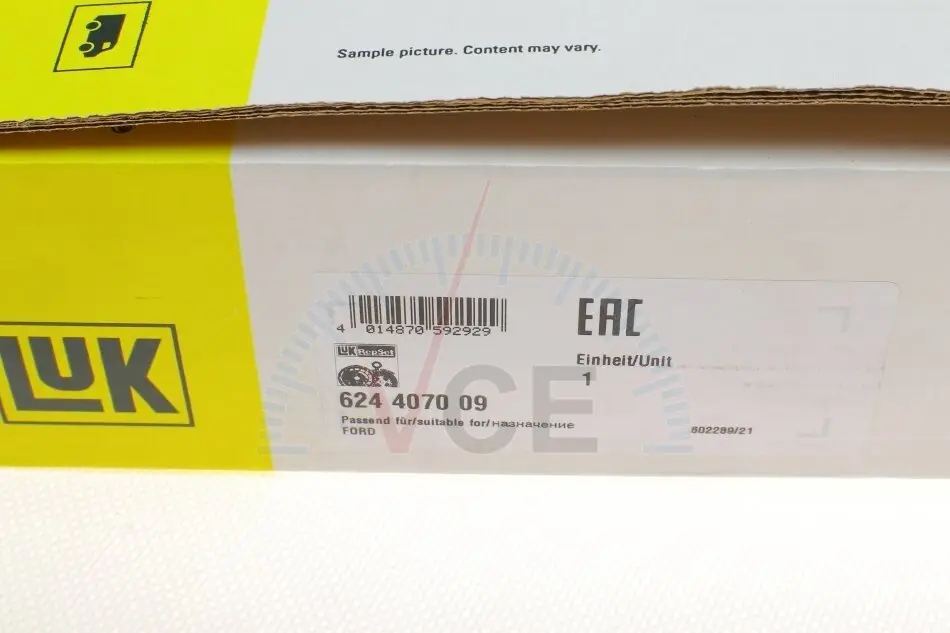 Sample picture. Content may vary.
LUK
4 014870 592929
EAC
Einheit/Unit
1
LUK RepSet
624 4070 09
Passend für/suitable for/назначение
FORD
602289/21
VCE